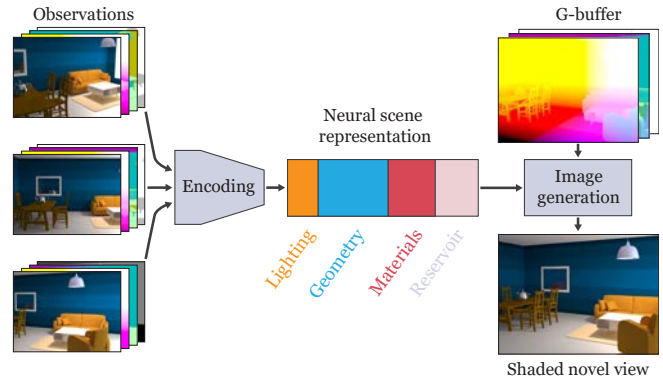 Observations
G-buffer
Neural scene
representation
Encoding
Image
generation
Lighting
Geometry
Materials
Reservoir
Shaded novel view